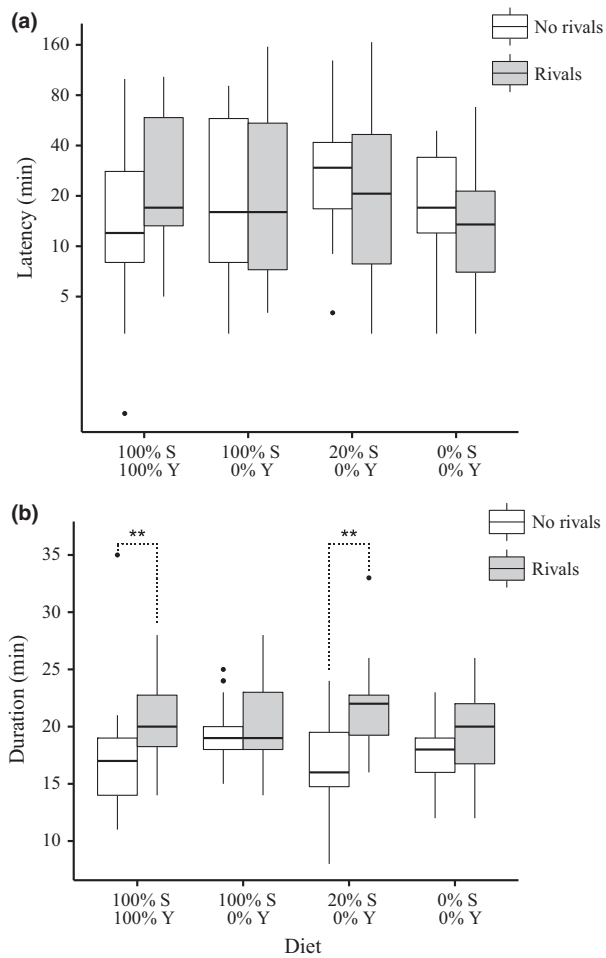 (a)
No rivals
Rivals
Latency (min)
160
80
40
20
10
5
100% S
100% Y
100% S
0% Y
20% S
0% Y
0% S
0% Y
(b)
No rivals
Rivals
**
**
Duration (min)
35
30
25
20
15
10
100% S
100% Y
100% S
0% Y
20% S
0% Y
0% S
0% Y
Diet